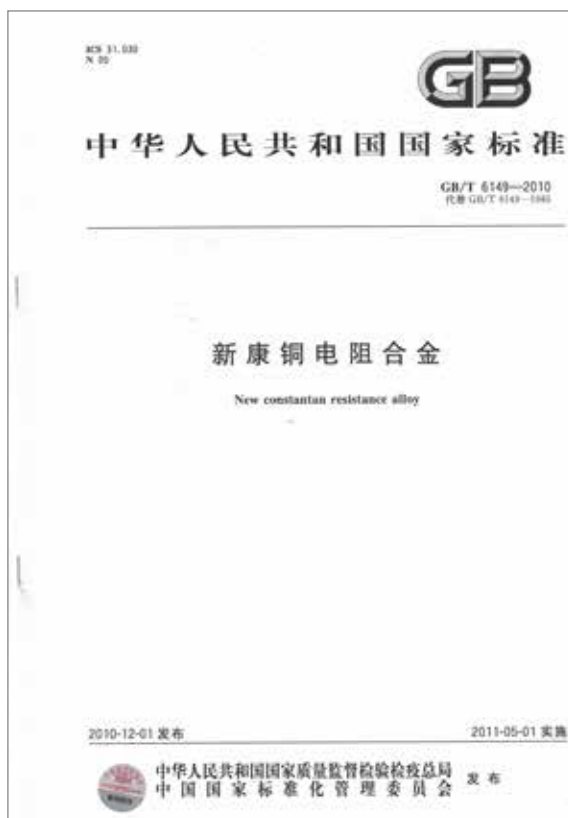 ICS 31.030
N 05
GB
中华人民共和国国家标准
GB/T 6149—2010
代替 GB/T 6149—1985
新康铜电阻合金
New constantan resistance alloy
2010-12-01 发布
2011-05-01 实施
中华人民共和国国家质量监督检验检疫总局
中国国家标准化管理委员会
发布